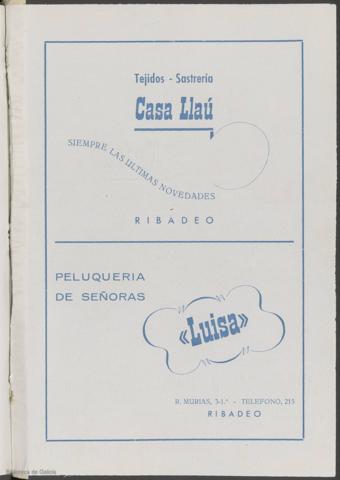 Tejidos - Sastrería
Casa Llaú
SIEMPRE LAS ULTIMAS NOVEDADES
RIBADEO
PELUQUERIA
DE SEÑORAS
«Luisa»
R. MURIAS, 3-1.º - TELEFONO, 215
RIBADEO
Biblioteca de Galicia